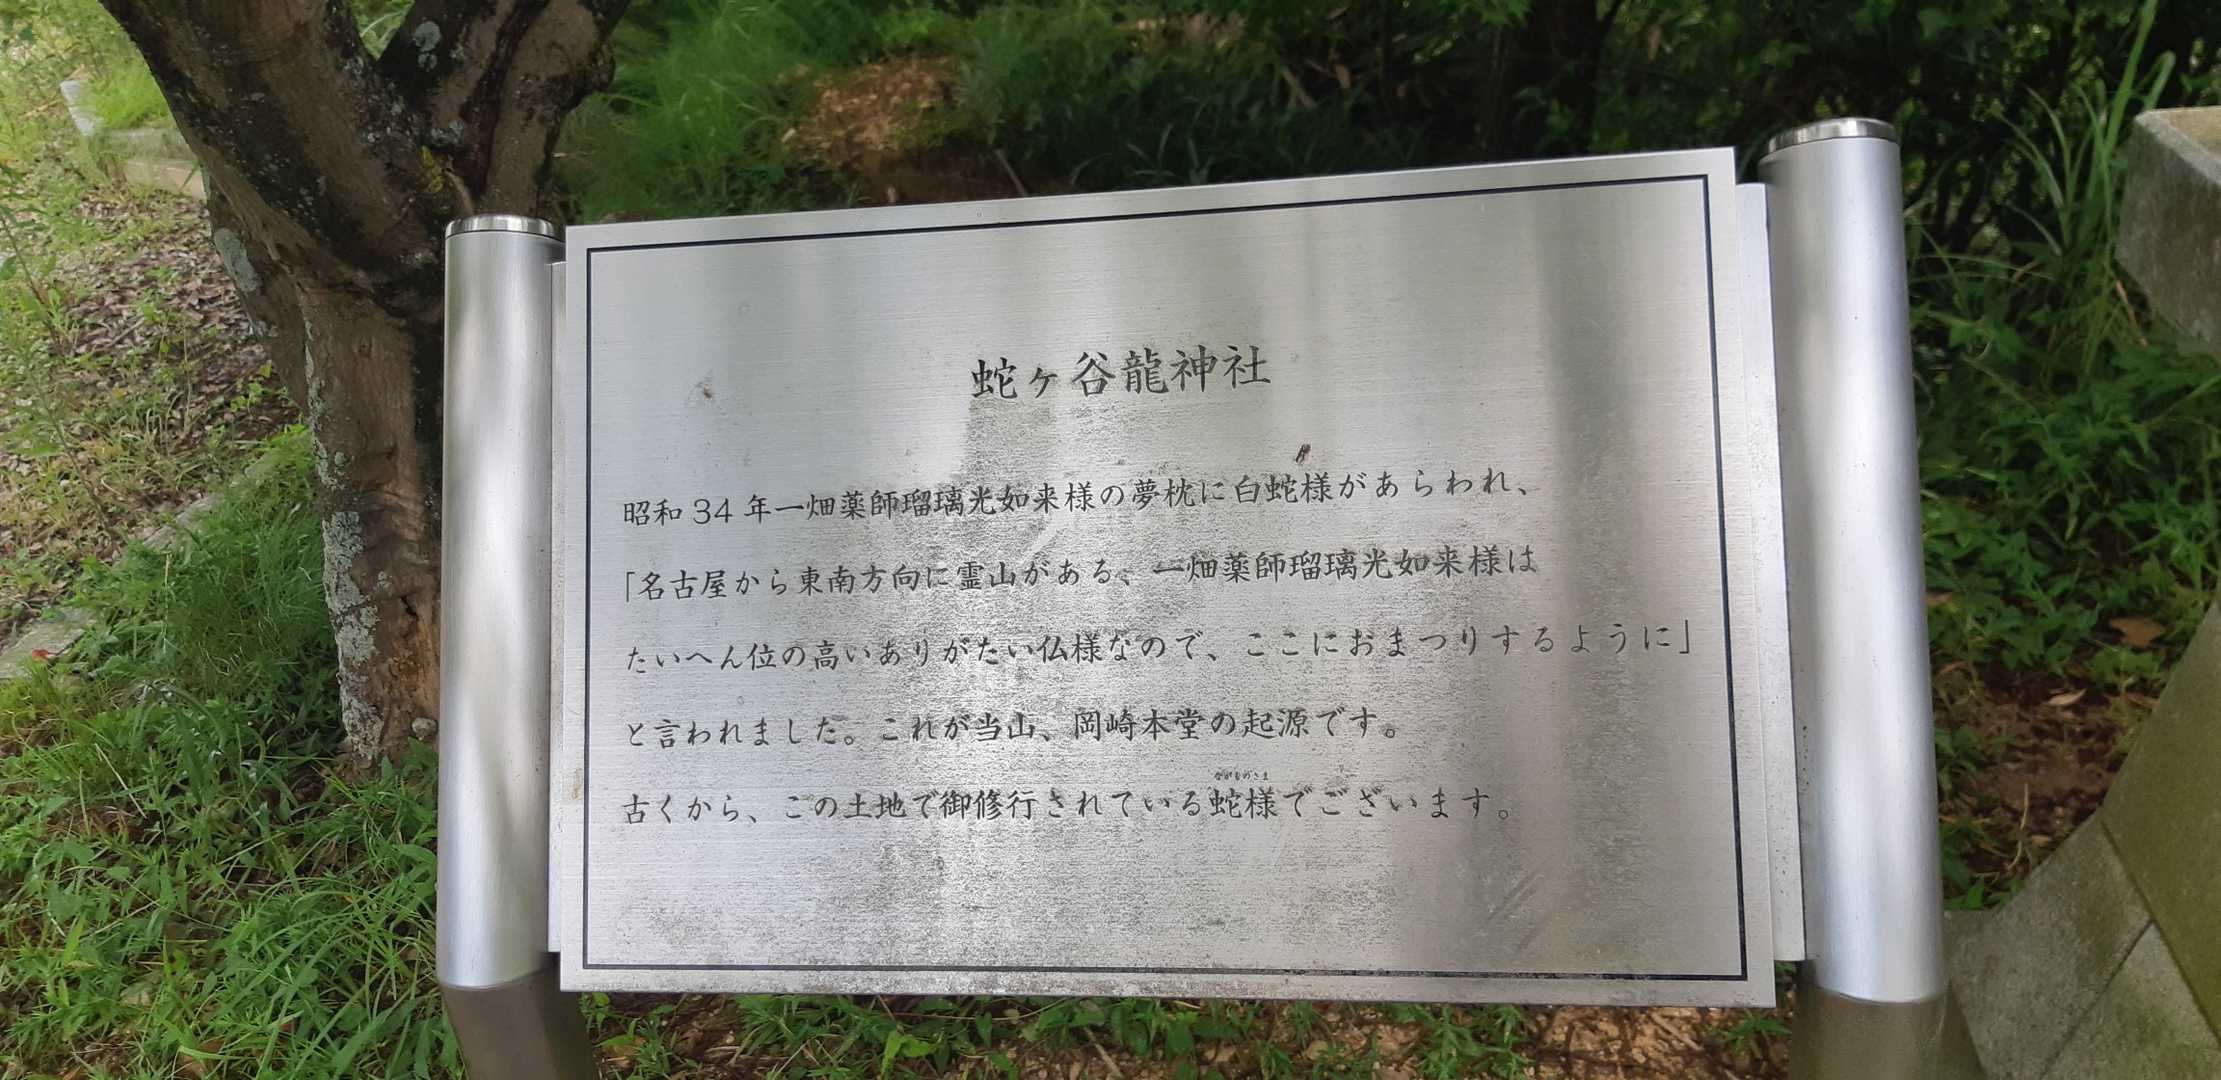 蛇ヶ谷龍神社
昭和34年一畑薬師瑠璃光如来様の夢枕に白蛇様があらわれ、
「名古屋から東南方向に霊山がある、一畑薬師瑠璃光如来様は
たいへん位の高いありがたい仏様なので、ここにおまつりするように」
と言われました。これが当山、岡崎本堂の起源です。
ながものさま
古くから、この土地で御修行されている蛇様でございます。